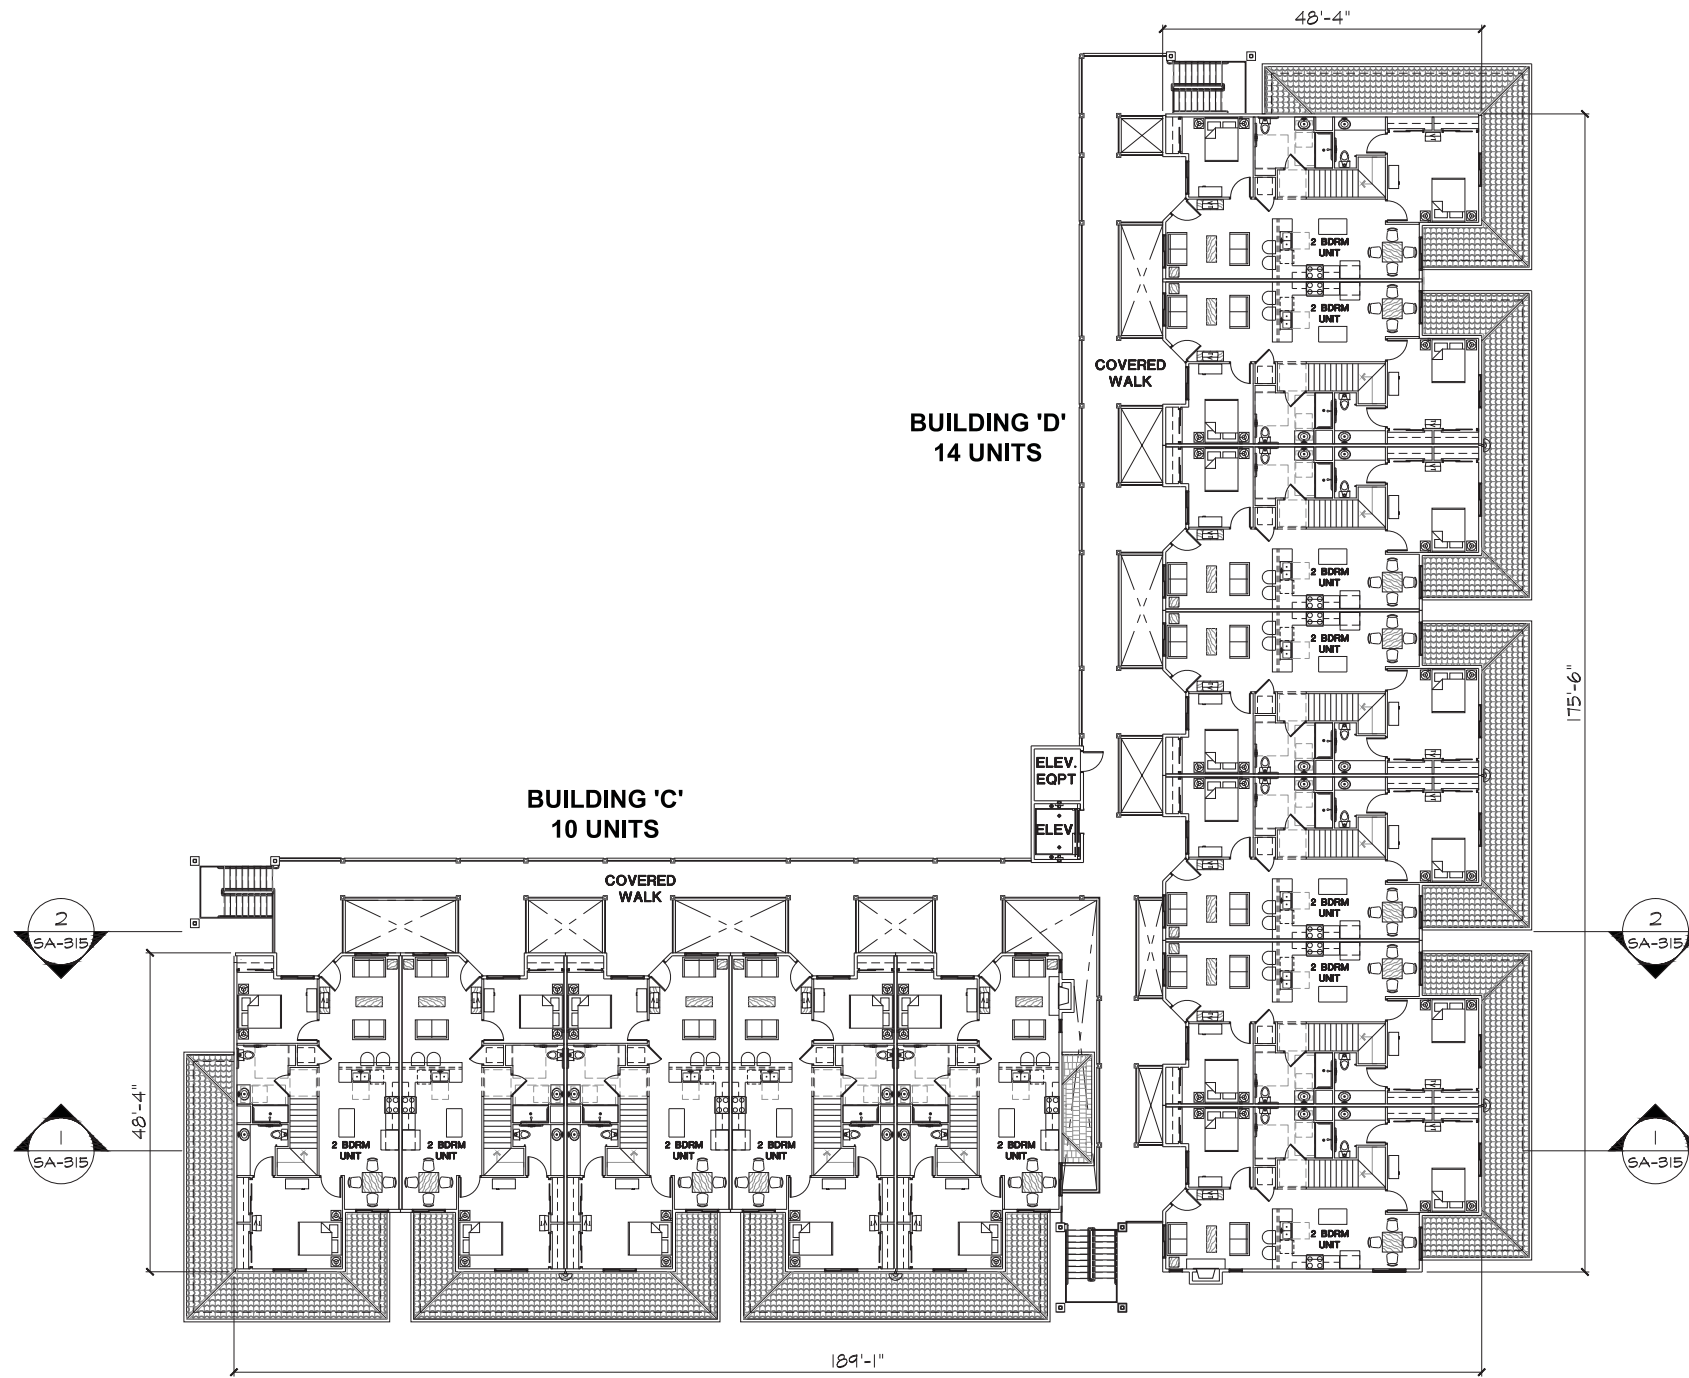 48'-4"
2 BDRM
UNIT
2 BDRM
UNIT
COVERED
WALK
BUILDING 'D'
14 UNITS
2 BDRM
UNIT
2 BDRM
UNIT
175'-6"
ELEV.
EQPT
BUILDING 'C'
10 UNITS
ELEV.
COVERED
WALK
2 BDRM
UNIT
2
SA-315
2
SA-315
2 BDRM
UNIT
48'-4"
1
SA-315
2 BDRM
UNIT
2 BDRM
UNIT
2 BDRM
UNIT
2 BDRM
UNIT
2 BDRM
UNIT
1
SA-315
2 BDRM
UNIT
189'-1"